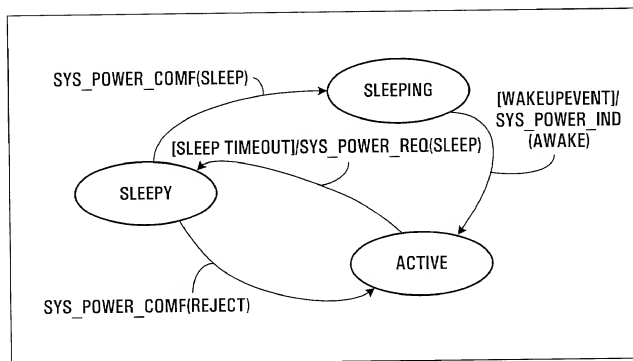 SYS_POWER_COMF(SLEEP)
SLEEPING
[WAKEUPEVENT]/
SYS_POWER_IND
(AWAKE)
[SLEEP TIMEOUT]/SYS_POWER_REQ(SLEEP)
SLEEPY
ACTIVE
SYS_POWER_COMF(REJECT)